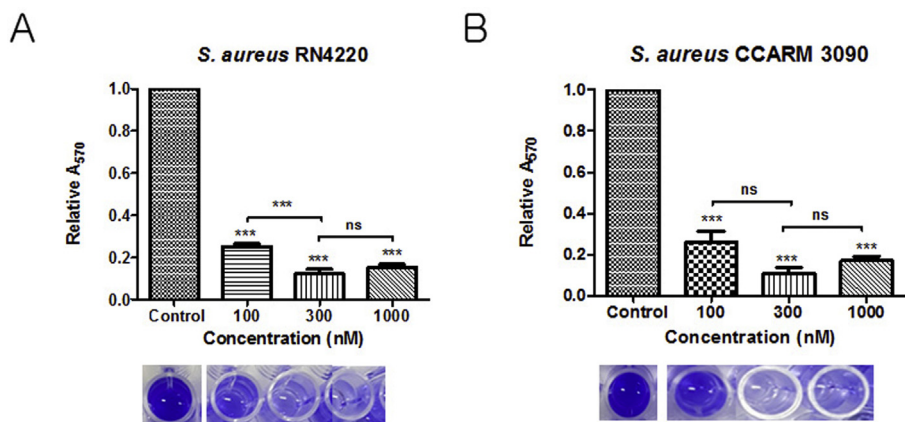 A
S. aureus RN4220
Relative A570
1.0
0.8
0.6
0.4
0.2
0.0
***
***
***
***
ns
Control 100 300 1000
Concentration (nM)
B
S. aureus CCARM 3090
Relative A570
1.0
0.8
0.6
0.4
0.2
0.0
***
***
***
ns
ns
Control 100 300 1000
Concentration (nM)